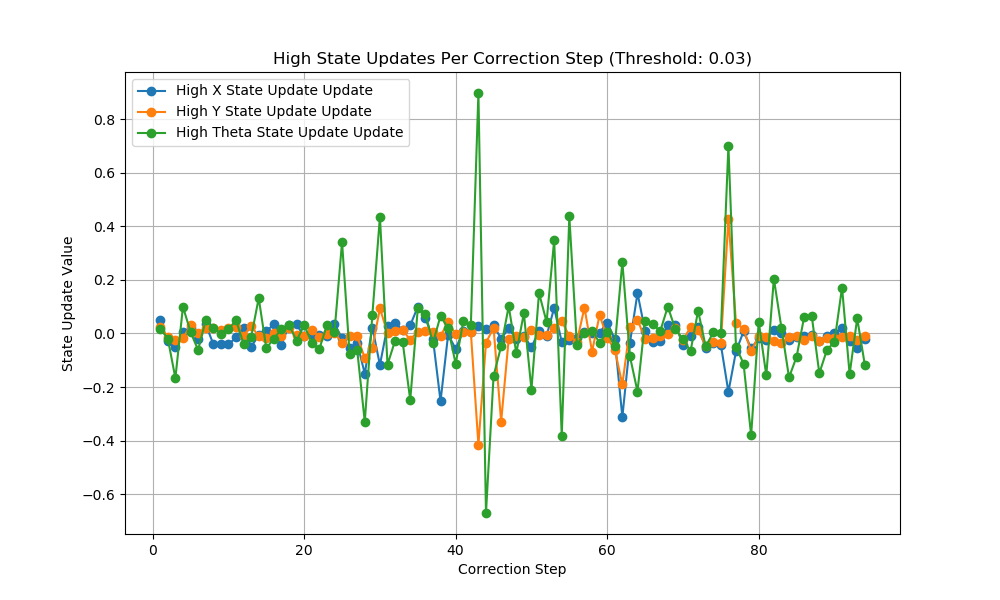 High State Updates Per Correction Step (Threshold: 0.03)
High X State Update Update
High Y State Update Update
High Theta State Update Update
State Update Value
0.8
0.6
0.4
0.2
0.0
−0.2
−0.4
−0.6
0 20 40 60 80
Correction Step